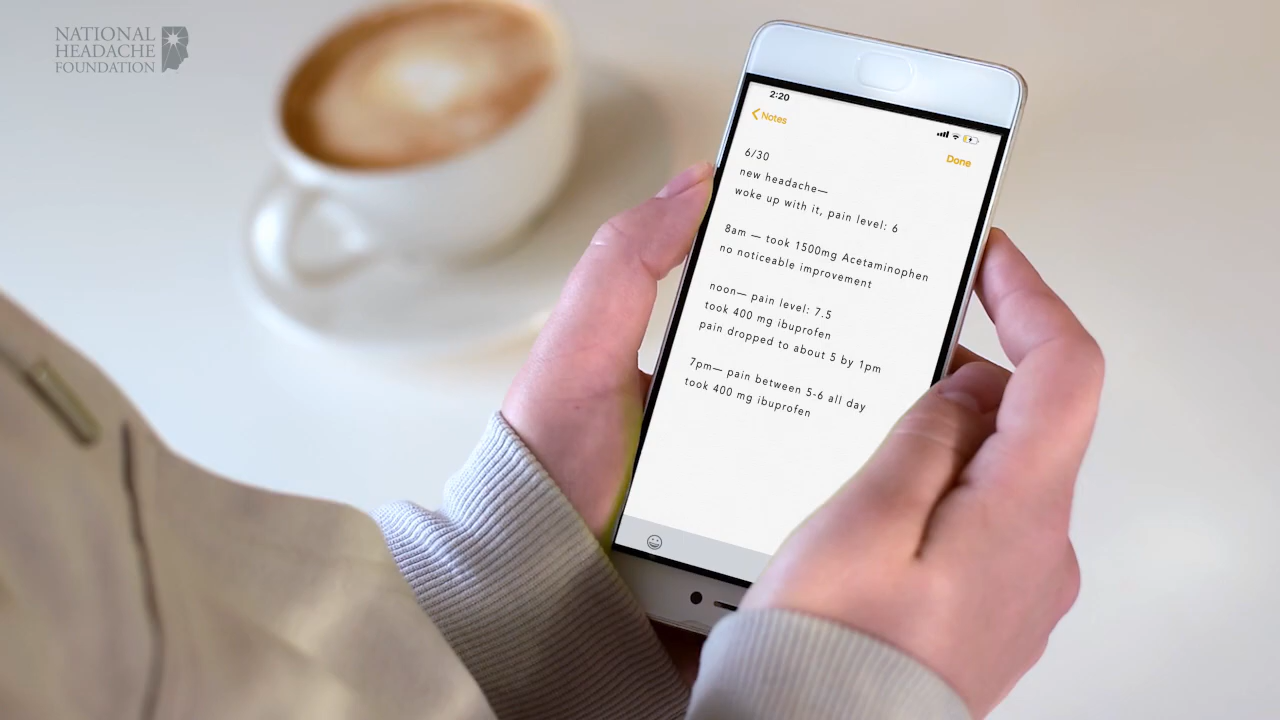 NATIONAL
HEADACHE
FOUNDATION
2:20
Notes
Done
6/30
new headache—
woke up with it, pain level: 6
8am — took 1500mg Acetaminophen
no noticeable improvement
noon— pain level: 7.5
took 400 mg ibuprofen
pain dropped to about 5 by 1pm
7pm— pain between 5-6 all day
took 400 mg ibuprofen